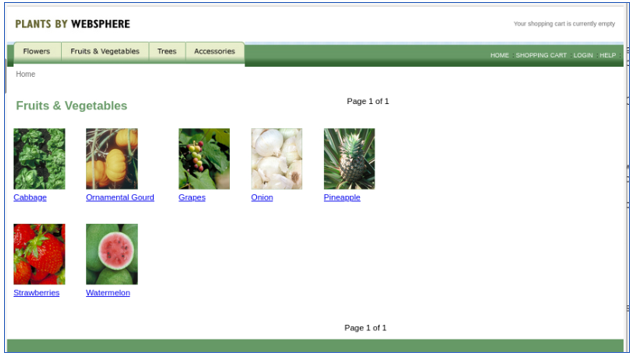 PLANTS BY WEBSPHERE
Your shopping cart is currently empty
Flowers Fruits & Vegetables Trees Accessories
HOME SHOPPING CART LOGIN HELP
Home
Fruits & Vegetables
Page 1 of 1
Cabbage Ornamental Gourd Grapes Onion Pineapple
Strawberries Watermelon
Page 1 of 1